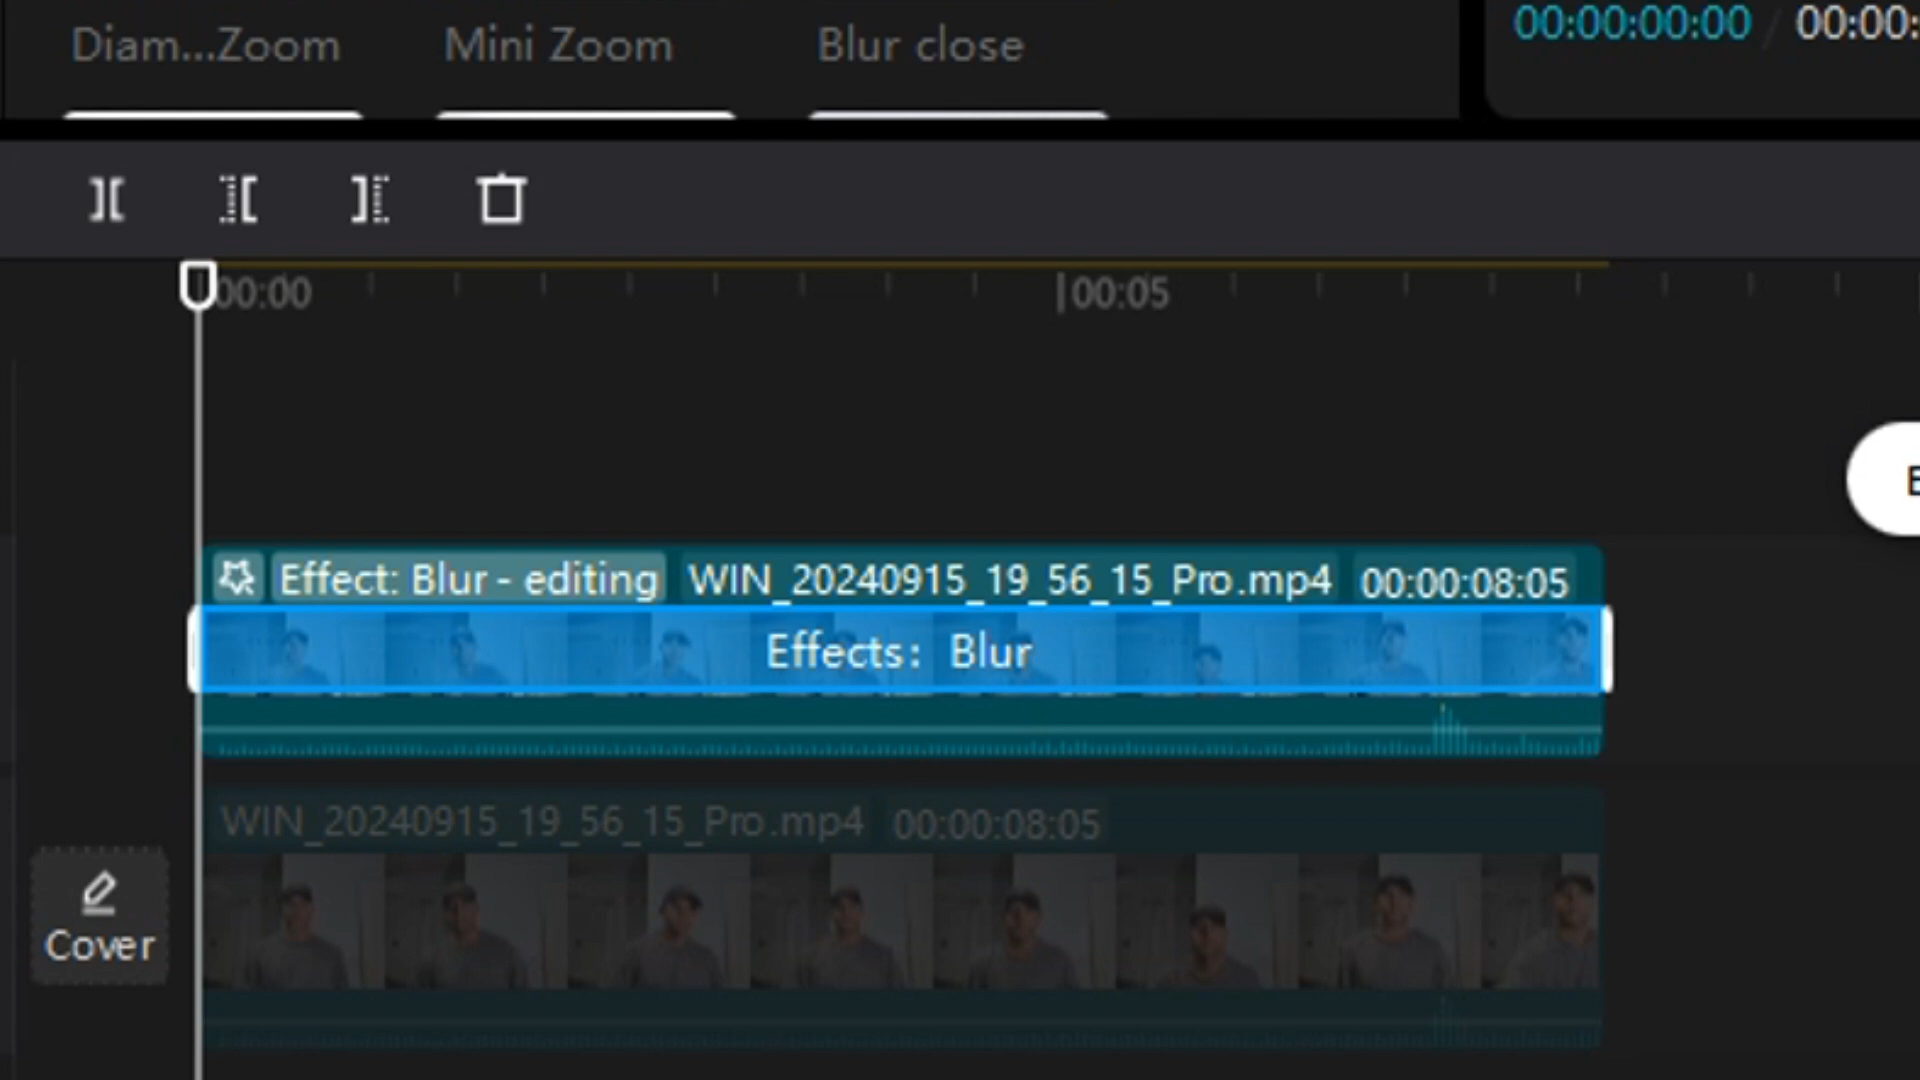 Diam...Zoom
Mini Zoom
Blur close
00:00:00:00 / 00:00:
00:00
00:05
Effect: Blur - editing
WIN_20240915_19_56_15_Pro.mp4
00:00:08:05
Effects: Blur
WIN_20240915_19_56_15_Pro.mp4
00:00:08:05
Cover